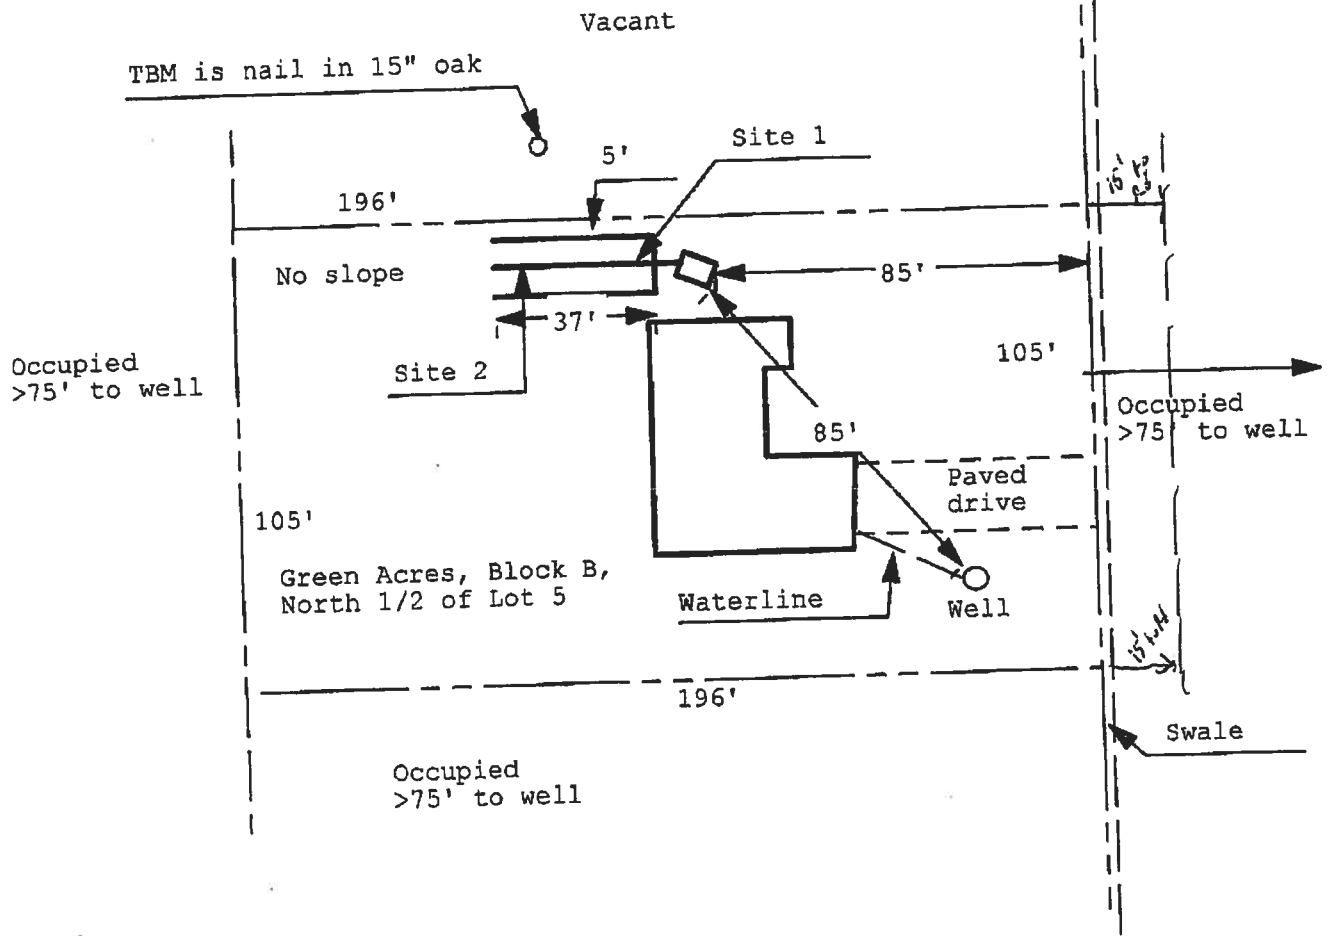 Vacant
TBM is nail in 15" oak
Site 1
5'
15'
196'
No slope
85'
37'
105'
Occupied
>75' to well
Site 2
Occupied
>75' to well
85'
Paved
drive
105'
Green Acres, Block B,
North 1/2 of Lot 5
Waterline
Well
15'
196'
Swale
Occupied
>75' to well